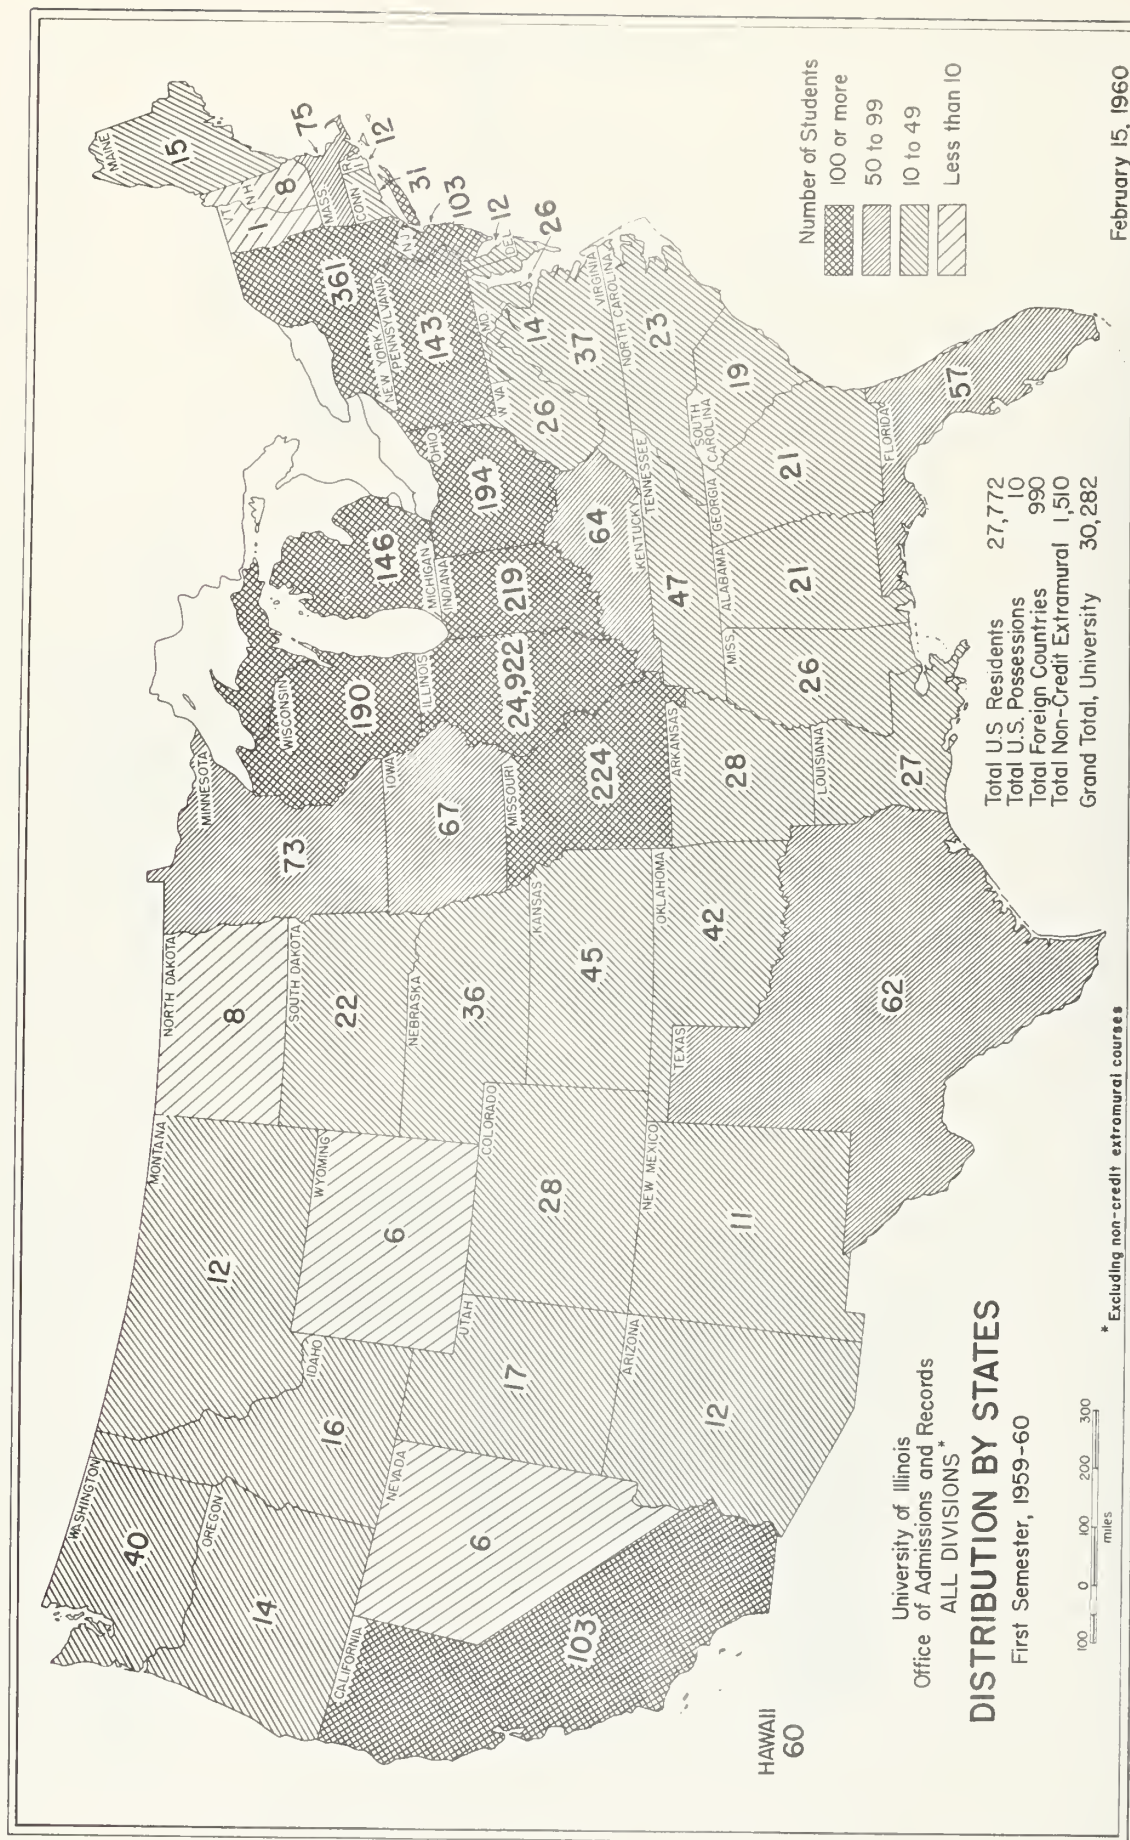 WASHINGTON
40
OREGON
14
CALIFORNIA
103
NEVADA
6
IDAHO
16
MONTANA
12
WYOMING
6
UTAH
17
ARIZONA
12
COLORADO
28
NEW MEXICO
11
NORTH DAKOTA
8
SOUTH DAKOTA
22
NEBRASKA
36
KANSAS
45
OKLAHOMA
42
TEXAS
62
MINNESOTA
73
IOWA
67
MISSOURI
224
ARKANSAS
28
LOUISIANA
27
WISCONSIN
190
ILLINOIS
24,922
MICHIGAN
146
INDIANA
219
OHIO
194
KENTUCKY
64
TENNESSEE
47
MISS.
26
ALABAMA
21
GEORGIA
21
FLORIDA
57
SOUTH
CAROLINA
19
NORTH CAROLINA
23
VIRGINIA
37
W. VA.
26
MD.
14
26
DEL.
12
PENNSYLVANIA
143
N.J.
103
NEW YORK
361
CONN
31
R.I.
12
MASS.
75
VT.
1
N.H.
8
MAINE
15
HAWAII
60
Number of Students
100 or more
50 to 99
10 to 49
Less than 10
University of Illinois
Office of Admissions and Records
ALL DIVISIONS *
DISTRIBUTION BY STATES
First Semester, 1959-60
100 0 100 200 300
miles
Total U.S. Residents 27,772
Total U.S. Possessions 10
Total Foreign Countries 990
Total Non-Credit Extramural 1,510
Grand Total, University 30,282
* Excluding non-credit extramural courses
February 15, 1960